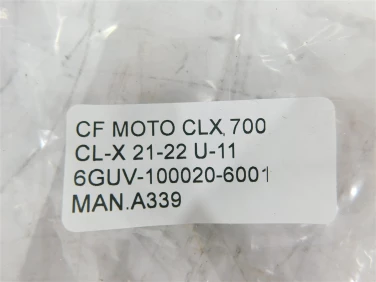 CF MOTO CLX 700
CL-X 21-22 U-11
6GUV-100020-6001
MAN.A339